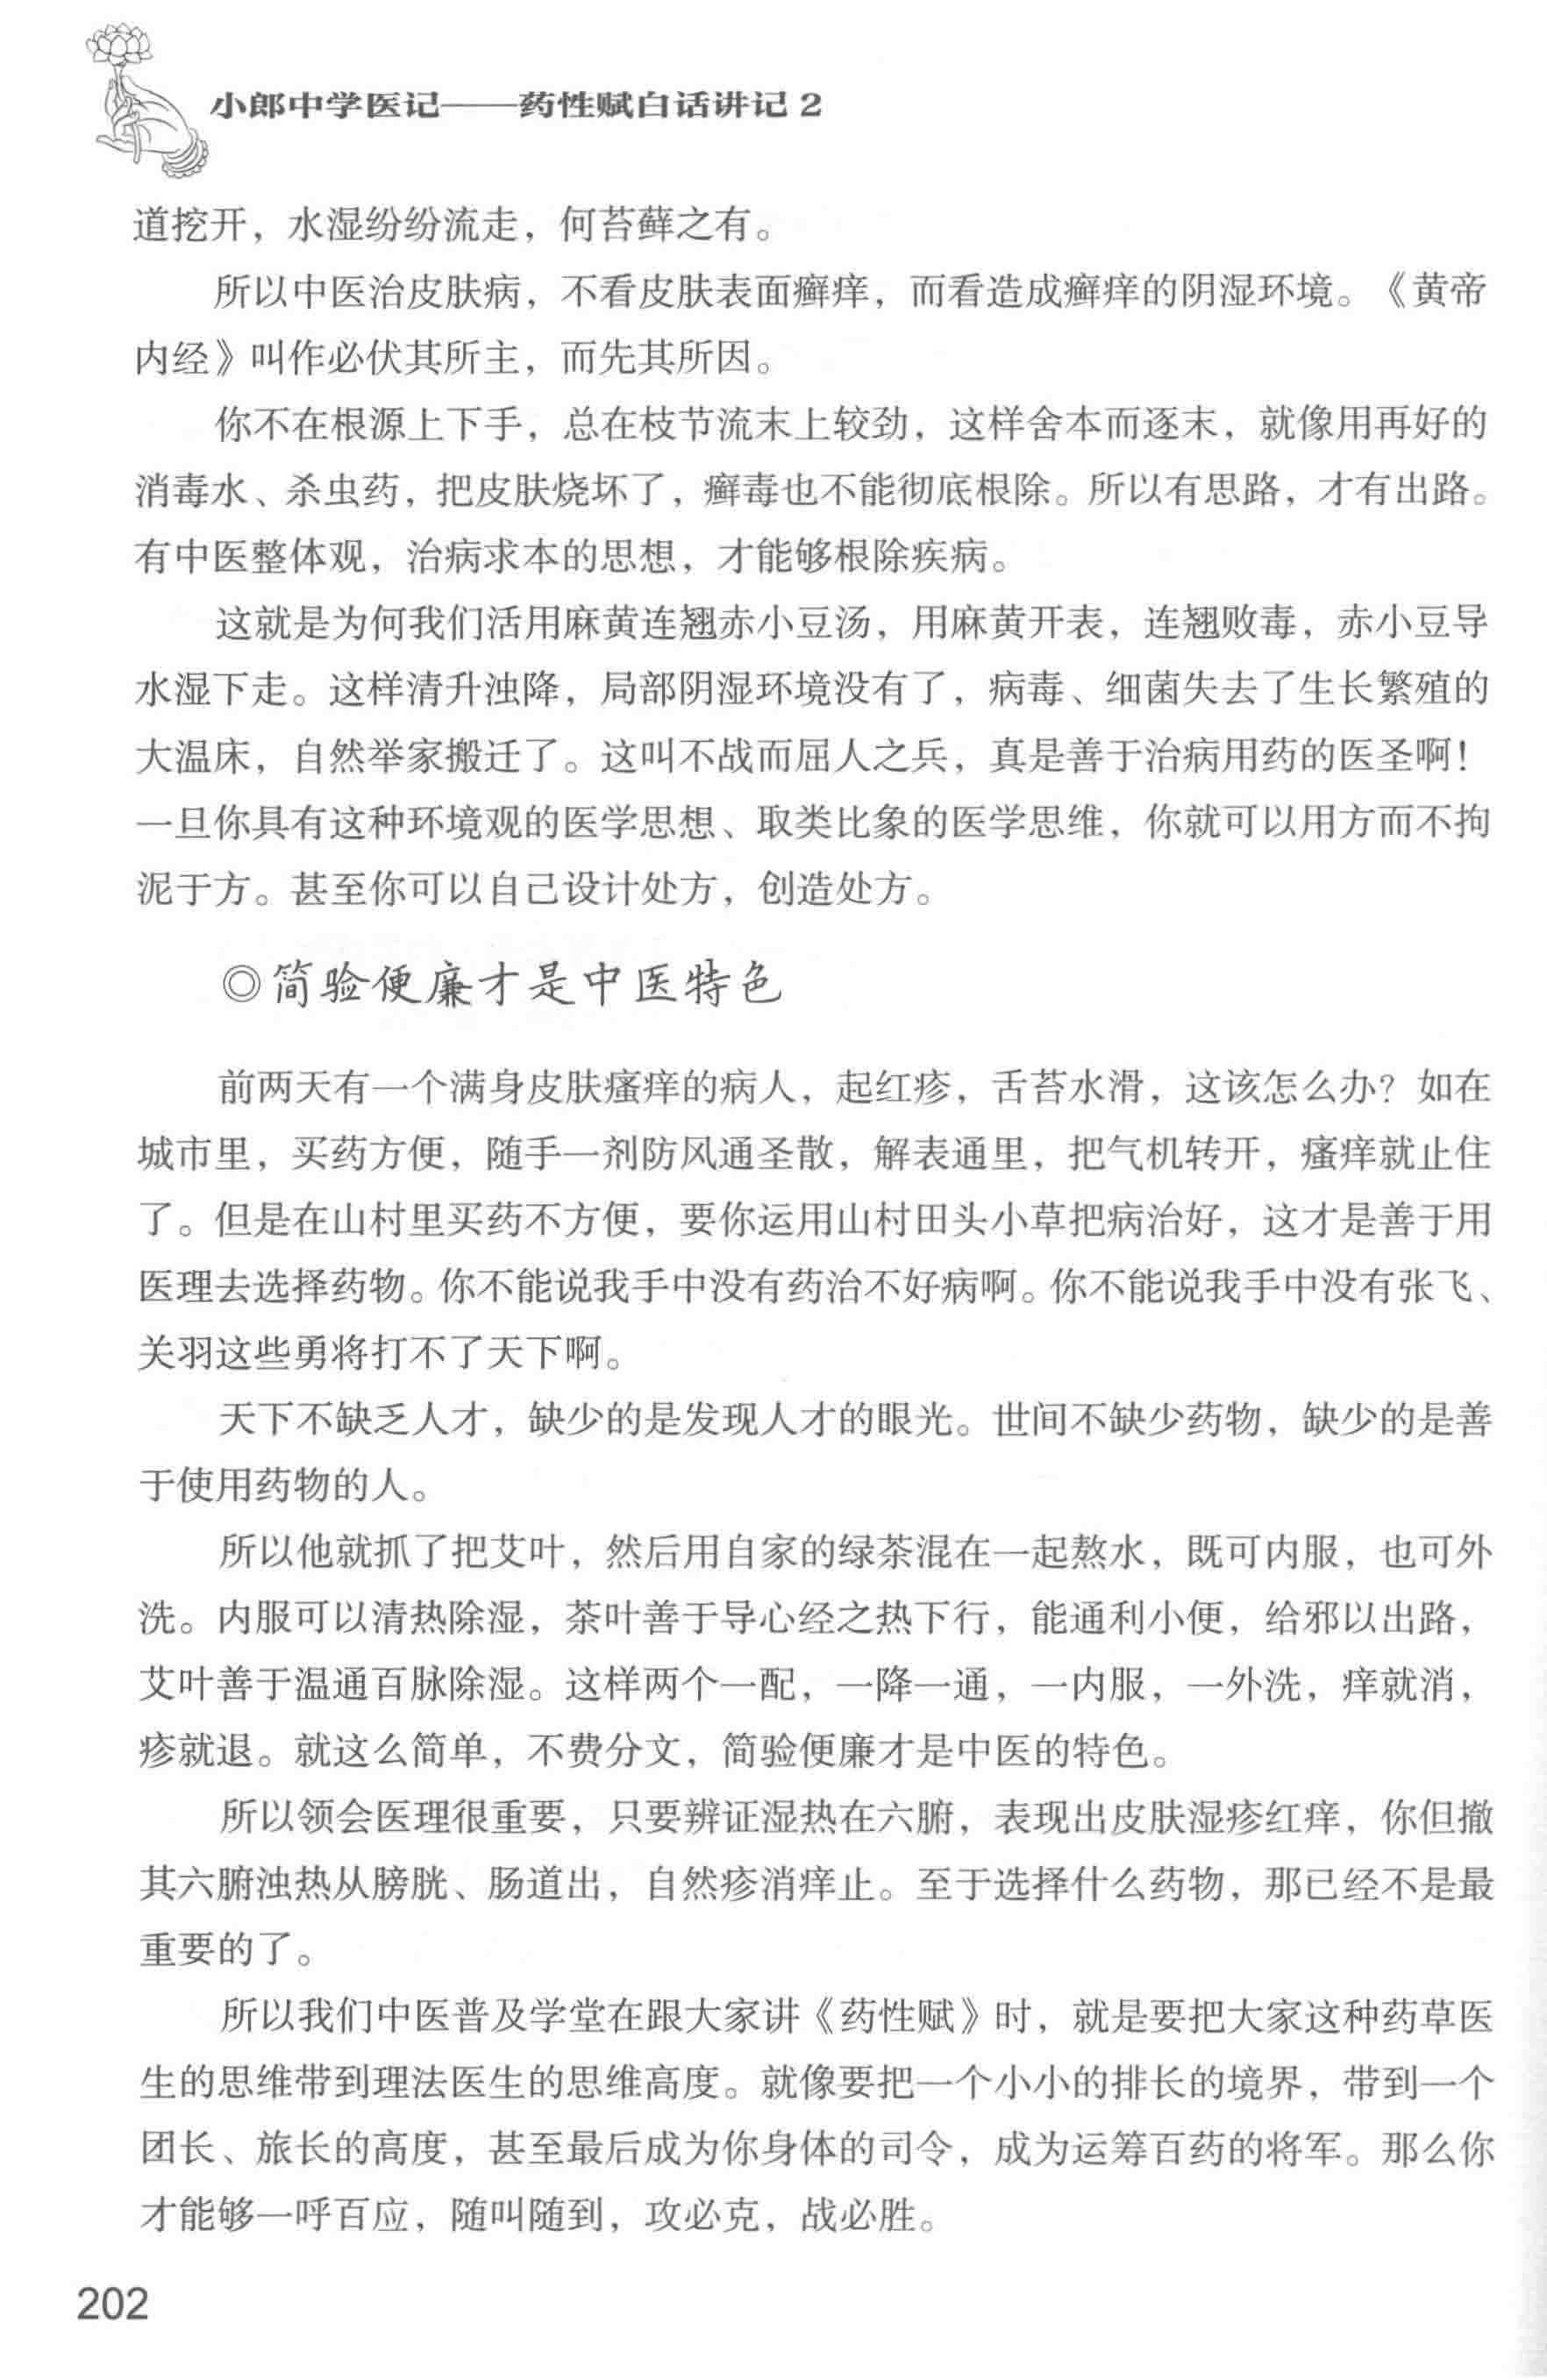 小郎中学医记——药性赋白话讲记 2
道挖开，水湿纷纷流走，何苔藓之有。
所以中医治皮肤病，不看皮肤表面癣痒，而看造成癣痒的阴湿环境。《黄帝
内经》叫作必伏其所主，而先其所因。
你不在根源上下手，总在枝节流末上较劲，这样舍本而逐末，就像用再好的
消毒水、杀虫药，把皮肤烧坏了，癣毒也不能彻底根除。所以有思路，才有出路。
有中医整体观，治病求本的思想，才能够根除疾病。
这就是为何我们活用麻黄连翘赤小豆汤，用麻黄开表，连翘败毒，赤小豆导
水湿下走。这样清升浊降，局部阴湿环境没有了，病毒、细菌失去了生长繁殖的
大温床，自然举家搬迁了。这叫不战而屈人之兵，真是善于治病用药的医圣啊！
一旦你具有这种环境观的医学思想、取类比象的医学思维，你就可以用方而不拘
泥于方。甚至你可以自己设计处方，创造处方。
◎简验便廉才是中医特色
前两天有一个满身皮肤瘙痒的病人，起红疹，舌苔水滑，这该怎么办？如在
城市里，买药方便，随手一剂防风通圣散，解表通里，把气机转开，瘙痒就止住
了。但是在山村里买药不方便，要你运用山村田头小草把病治好，这才是善于用
医理去选择药物。你不能说我手中没有药治不好病啊。你不能说我手中没有张飞、
关羽这些勇将打不了天下啊。
天下不缺乏人才，缺少的是发现人才的眼光。世间不缺少药物，缺少的是善
于使用药物的人。
所以他就抓了把艾叶，然后用自家的绿茶混在一起熬水，既可内服，也可外
洗。内服可以清热除湿，茶叶善于导心经之热下行，能通利小便，给邪以出路，
艾叶善于温通百脉除湿。这样两个一配，一降一通，一内服，一外洗，痒就消，
疹就退。就这么简单，不费分文，简验便廉才是中医的特色。
所以领会医理很重要，只要辨证湿热在六腑，表现出皮肤湿疹红痒，你但撤
其六腑浊热从膀胱、肠道出，自然疹消痒止。至于选择什么药物，那已经不是最
重要的了。
所以我们中医普及学堂在跟大家讲《药性赋》时，就是要把大家这种药草医
生的思维带到理法医生的思维高度。就像要把一个小小的排长的境界，带到一个
团长、旅长的高度，甚至最后成为你身体的司令，成为运筹百药的将军。那么你
才能够一呼百应，随叫随到，攻必克，战必胜。
202